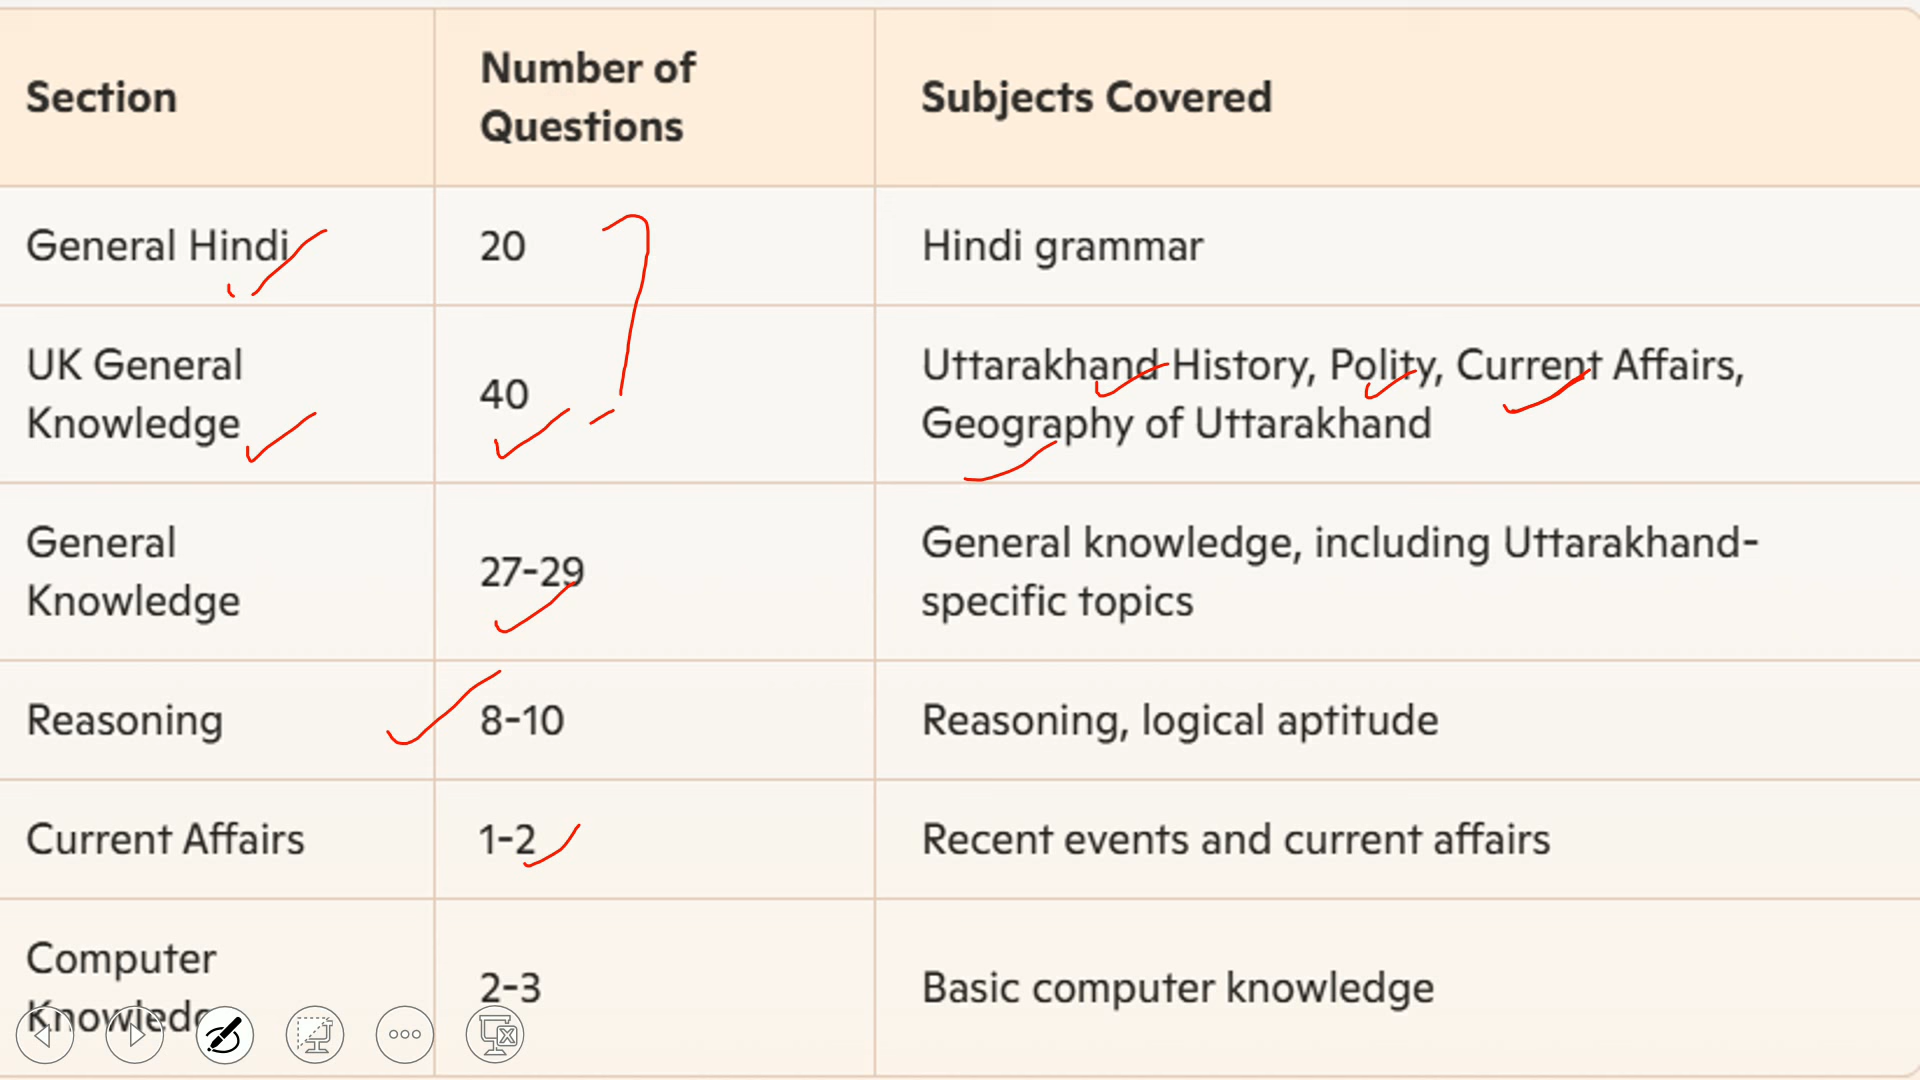 Section
Number of
Questions
Subjects Covered
General Hindi
20
Hindi grammar
UK General
Knowledge
40
Uttarakhand History, Polity, Current Affairs,
Geography of Uttarakhand
General
Knowledge
27-29
General knowledge, including Uttarakhand-
specific topics
Reasoning
8-10
Reasoning, logical aptitude
Current Affairs
1-2
Recent events and current affairs
Computer
2-3
Basic computer knowledge